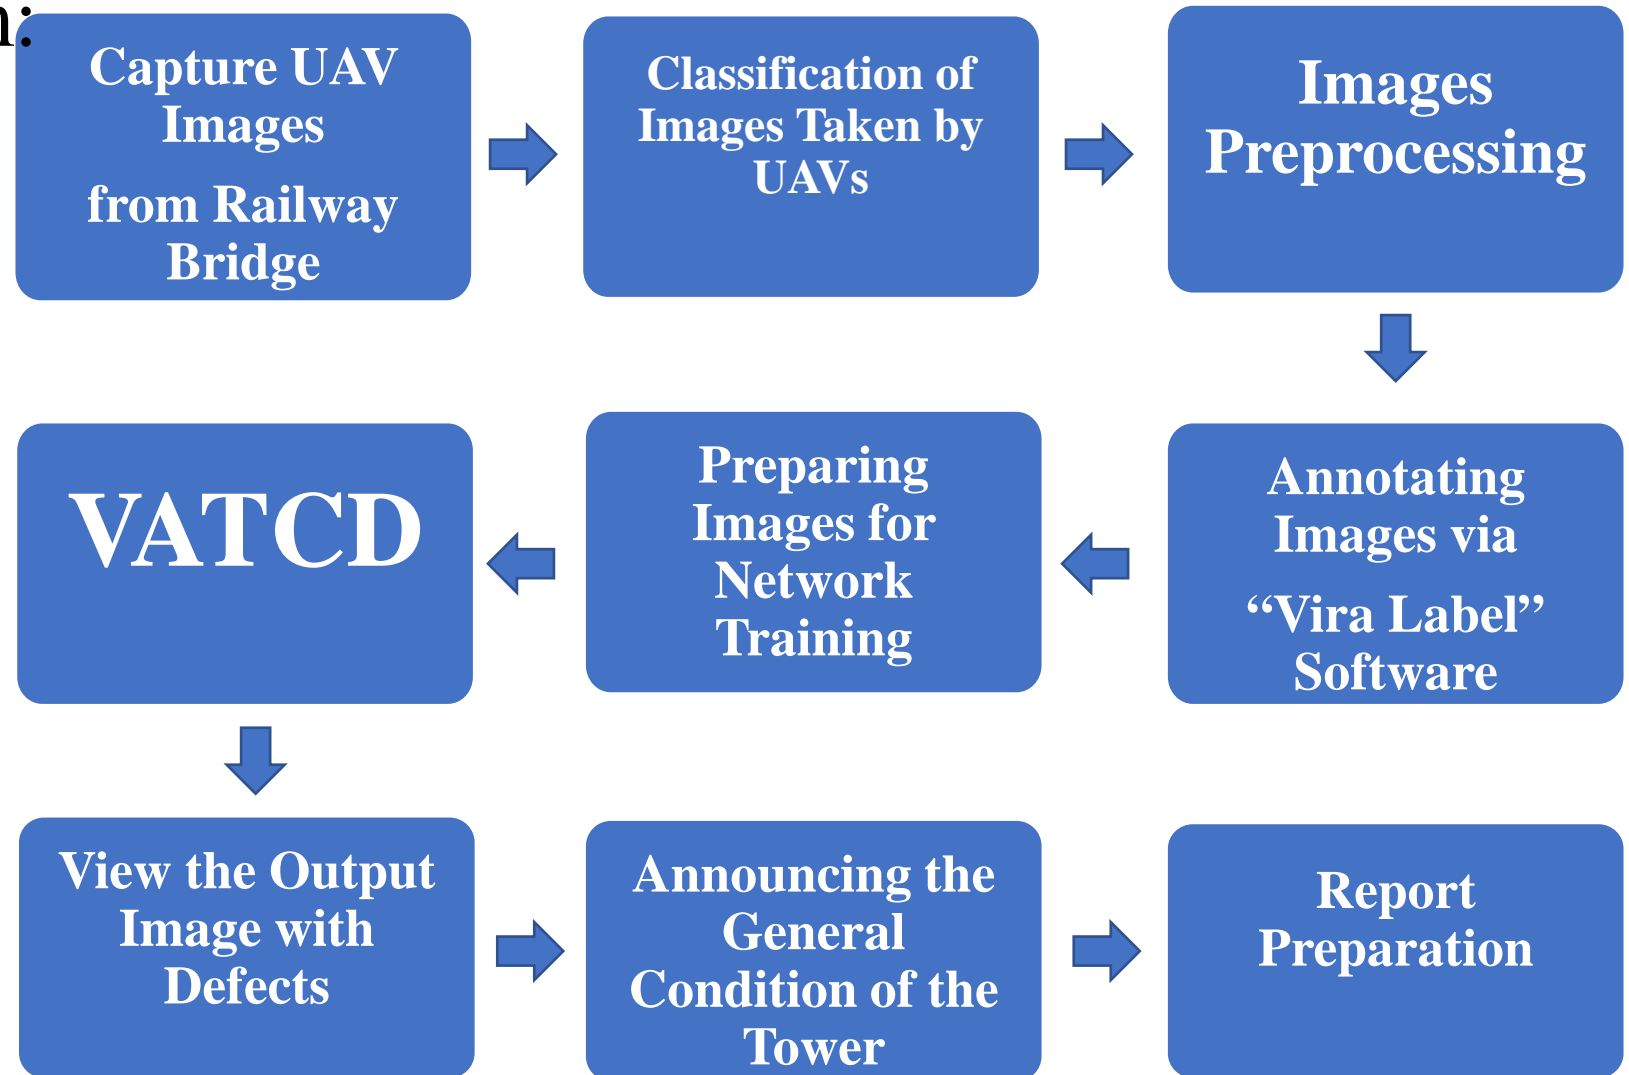 n:
Capture UAV
Images
from Railway
Bridge
Classification of
Images Taken by
UAVs
Images
Preprocessing
Annotating
Images via
“Vira Label”
Software
Preparing
Images for
Network
Training
VATCD
View the Output
Image with
Defects
Announcing the
General
Condition of the
Tower
Report
Preparation